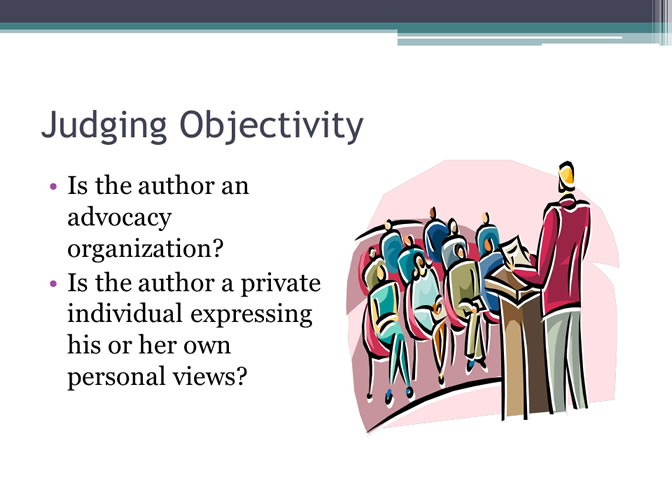 Judging Objectivity
• Is the author an
advocacy
organization?
• Is the author a private
individual expressing
his or her own
personal views?